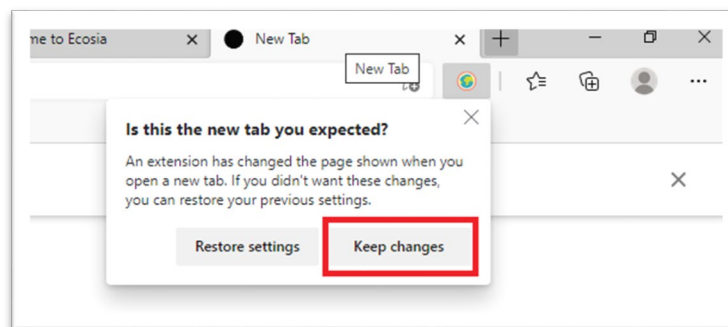 me to Ecosia
New Tab
New Tab
Is this the new tab you expected?
An extension has changed the page shown when you
open a new tab. If you didn't want these changes,
you can restore your previous settings.
Restore settings
Keep changes